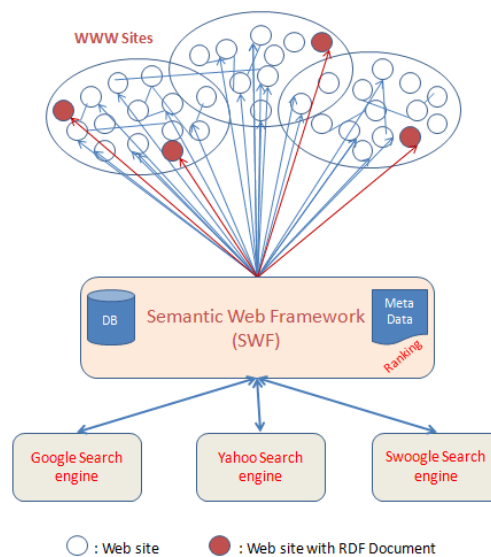 WWW Sites
DB
Semantic Web Framework
(SWF)
Meta
Data
Ranking
Google Search
engine
Yahoo Search
engine
Swoogle Search
engine
: Web site
: Web site with RDF Document